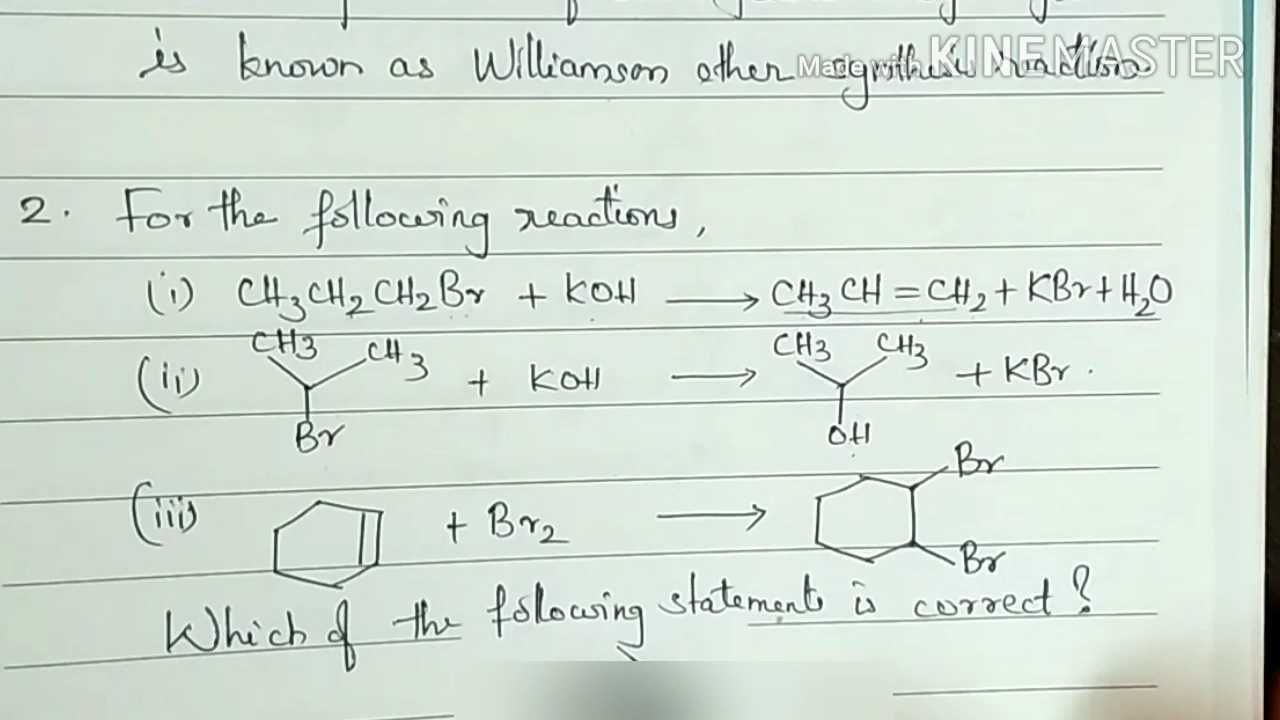 is known as Williamson other synthesis reaction
Made with KINEMASTER
2. For the following reactions,
(i) CH3CH2CH2Br + KOH ⟶ CH3CH=CH2 + KBr + H2O
CH3 CH3 CH3 CH3
(ii) + KOH ⟶ + KBr.
Br OH
Br
(iii) + Br2 ⟶
Br
Which of the following statements is correct?